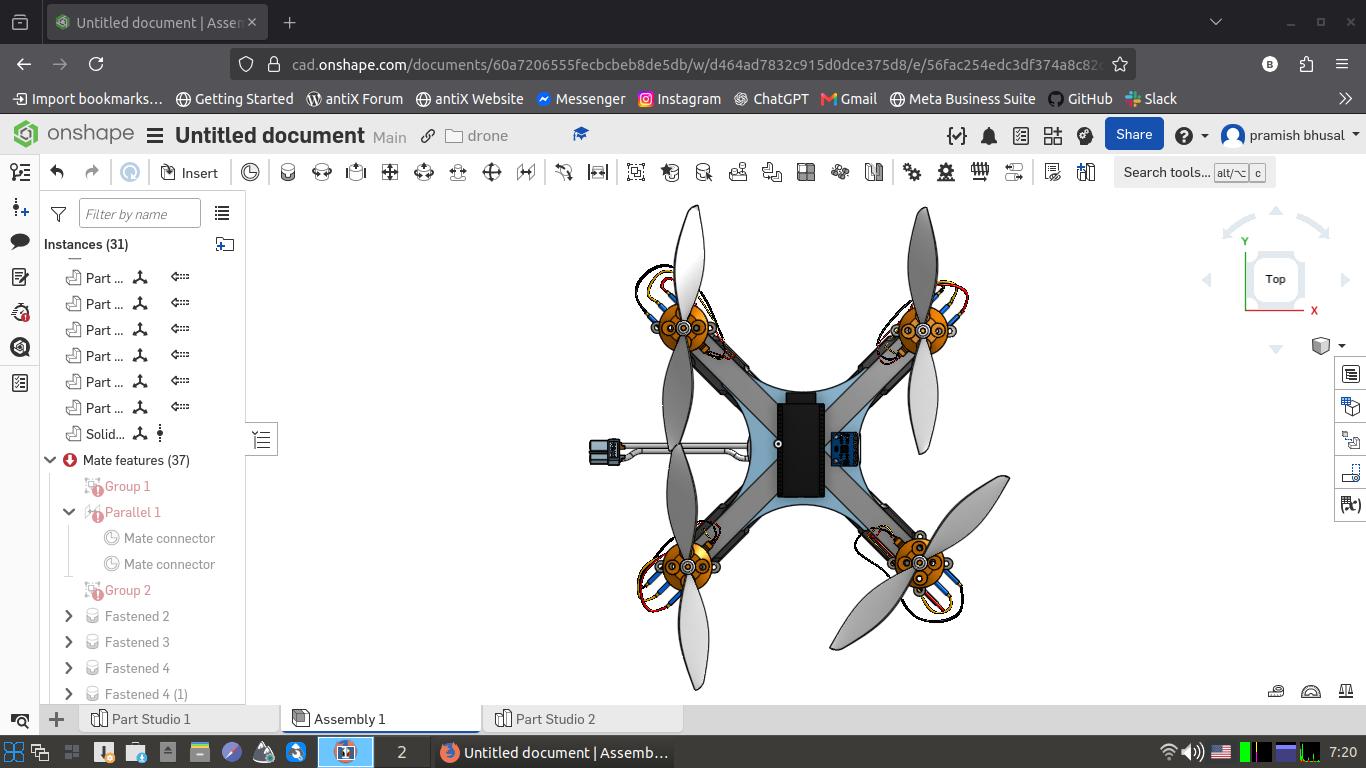 Untitled document | Assem
cad.onshape.com/documents/60a7206555fecbcbeb8de5db/w/d464ad7832c915d0dce375d8/e/56fac254edc3df374a8c82c
B
Import bookmarks…
Getting Started
antiX Forum
antiX Website
Messenger
Instagram
ChatGPT
Gmail
Meta Business Suite
GitHub
Slack
onshape
Untitled document
Main
drone
Share
pramish bhusal
Insert
Search tools... alt/⌥ c
Filter by name
Instances (31)
Part ...
Part ...
Part ...
Part ...
Part ...
Part ...
Solid...
Mate features (37)
Group 1
Parallel 1
Mate connector
Mate connector
Group 2
Fastened 2
Fastened 3
Fastened 4
Fastened 4 (1)
Y
Top
X
(x)
Part Studio 1
Assembly 1
Part Studio 2
2
Untitled document | Assemb…
7:20